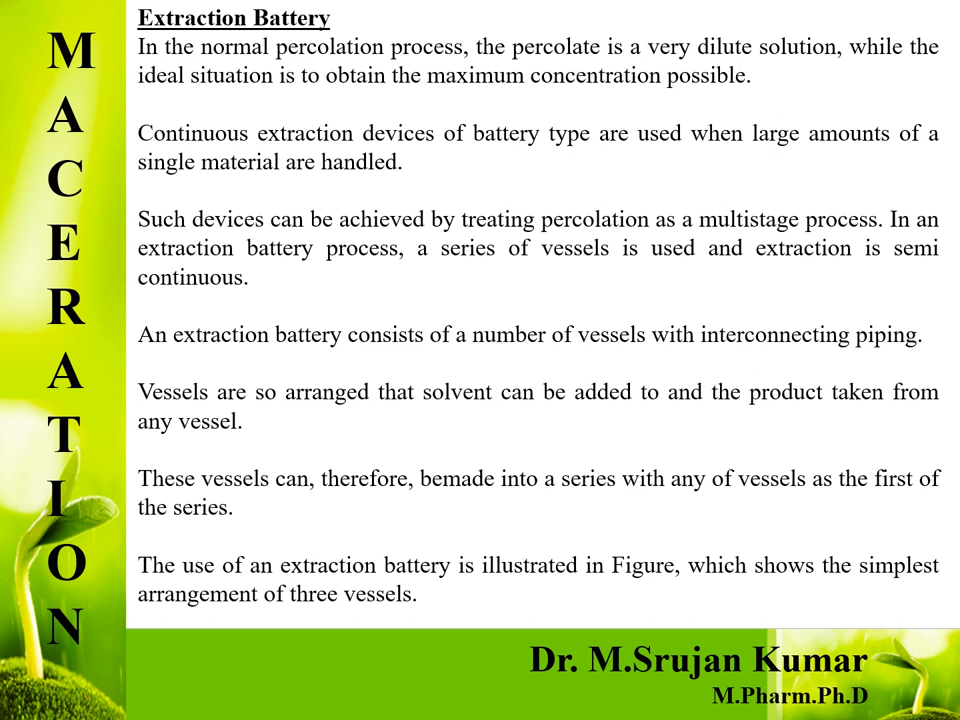 MACERATION
Extraction Battery
In the normal percolation process, the percolate is a very dilute solution, while the
ideal situation is to obtain the maximum concentration possible.
Continuous extraction devices of battery type are used when large amounts of a
single material are handled.
Such devices can be achieved by treating percolation as a multistage process. In an
extraction battery process, a series of vessels is used and extraction is semi
continuous.
An extraction battery consists of a number of vessels with interconnecting piping.
Vessels are so arranged that solvent can be added to and the product taken from
any vessel.
These vessels can, therefore, bemade into a series with any of vessels as the first of
the series.
The use of an extraction battery is illustrated in Figure, which shows the simplest
arrangement of three vessels.
Dr. M.Srujan Kumar
M.Pharm.Ph.D